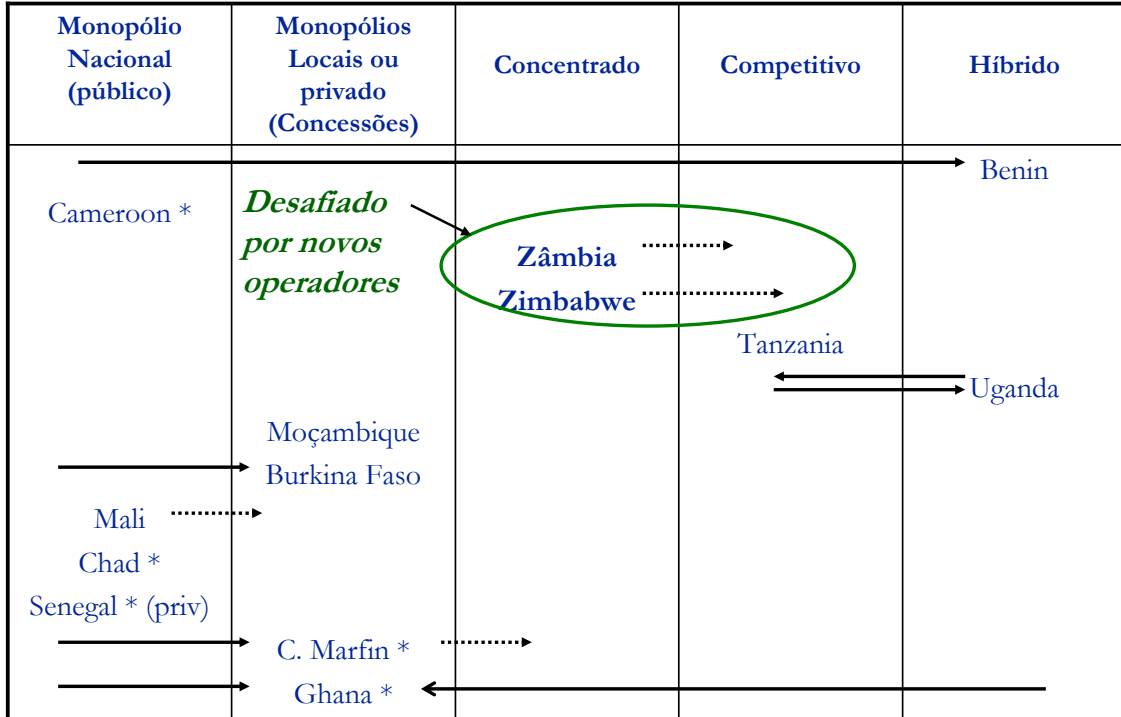 Monopólio
Nacional
(público)
Monopólios
Locais ou
privado
(Concessões)
Concentrado
Competitivo
Híbrido
Benin
Cameroon *
Desafiado
por novos
operadores
Zâmbia
Zimbabwe
Tanzania
Uganda
Moçambique
Burkina Faso
Mali
Chad *
Senegal * (priv)
C. Marfin *
Ghana *